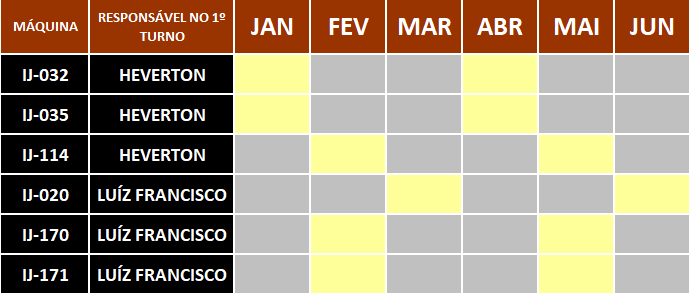 MÁQUINA RESPONSÁVEL NO 1º TURNO JAN FEV MAR ABR MAI JUN
IJ-032 HEVERTON
IJ-035 HEVERTON
IJ-114 HEVERTON
IJ-020 LUÍZ FRANCISCO
IJ-170 LUÍZ FRANCISCO
IJ-171 LUÍZ FRANCISCO